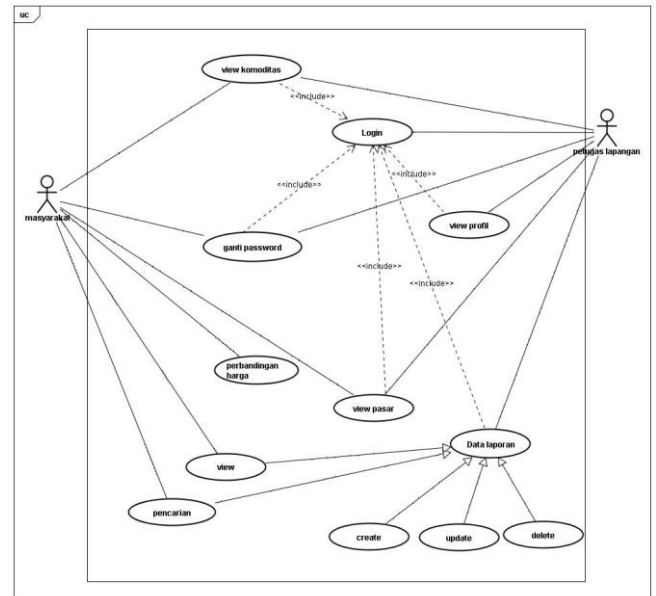 uc
view komoditas
<<include>>
Login
petugas lapangan
masyarakat
<<include>>
<<include>>
view profil
ganti password
<<include>>
<<include>>
perbandingan
harga
view pasar
Data laporan
view
pencarian
create
update
delete